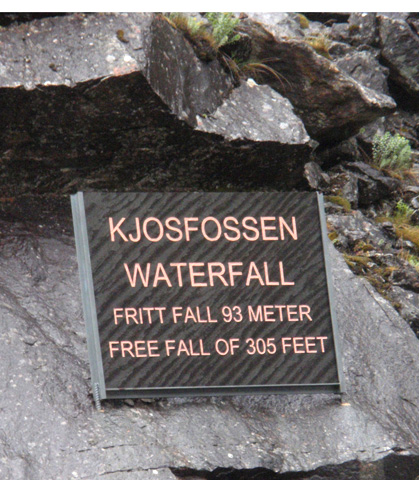 KJOSFOSSEN
WATERFALL
FRITT FALL 93 METER
FREE FALL OF 305 FEET